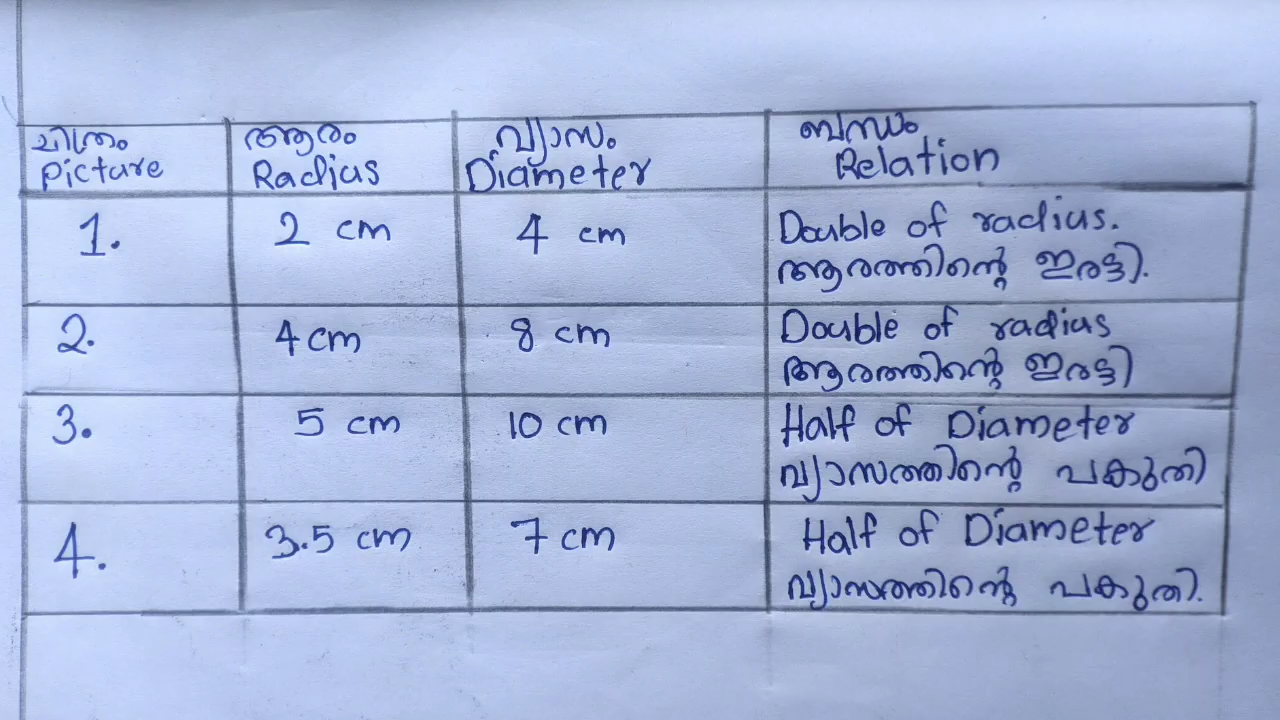 ചിത്രം ആരം വ്യാസം ബന്ധം
Picture Radius Diameter Relation
1. 2 cm 4 cm Double of radius.
ആരത്തിന്റെ ഇരട്ടി.
2. 4 cm 8 cm Double of radius
ആരത്തിന്റെ ഇരട്ടി
3. 5 cm 10 cm Half of Diameter
വ്യാസത്തിന്റെ പകുതി
4. 3.5 cm 7 cm Half of Diameter
വ്യാസത്തിന്റെ പകുതി.